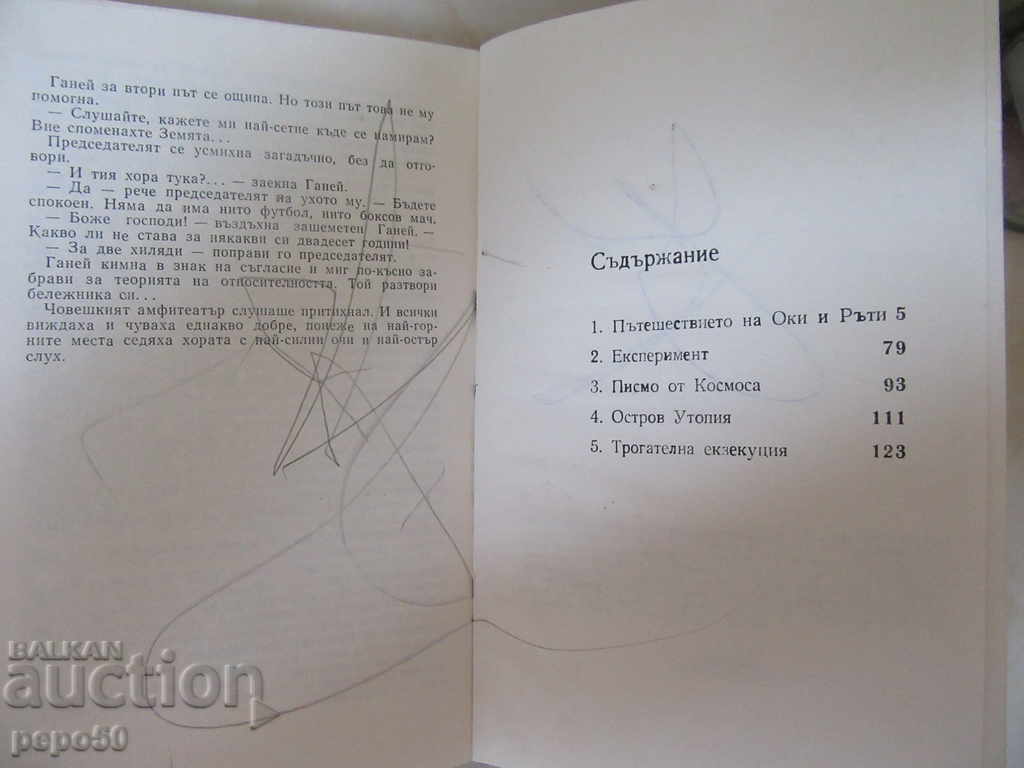 Ганей за втори път се ощипа. Но този път това не му
помогна.
— Слушайте, кажете ми най-сетне къде се намирам?
Вие споменахте Земята...
Председателят се усмихна загадъчно, без да отго-
вори.
— И тия хора тука?... — заекна Ганей.
— Да — рече председателят на ухото му. — Бъдете
спокоен. Няма да има нито футбол, нито боксов мач.
— Боже господи! — въздъхна зашеметен Ганей. —
Какво ли не става за някакви си двадесет години!
— За две хиляди — поправи го председателят.
Ганей кимна в знак на съгласие и миг по-късно за-
брави за теорията на относителността. Той разтвори
бележника си...
Човешкият амфитеатър слушаше притихнал. И всички
виждаха и чуваха еднакво добре, понеже на най-гор-
ните места седяха хората с най-силни очи и най-остър
слух.
Съдържание
1. Пътешествието на Оки и Ръти 5
2. Експеримент 79
3. Писмо от Космоса 93
4. Остров Утопия 111
5. Трогателна екзекуция 123
BALKAN
auction
pepo50